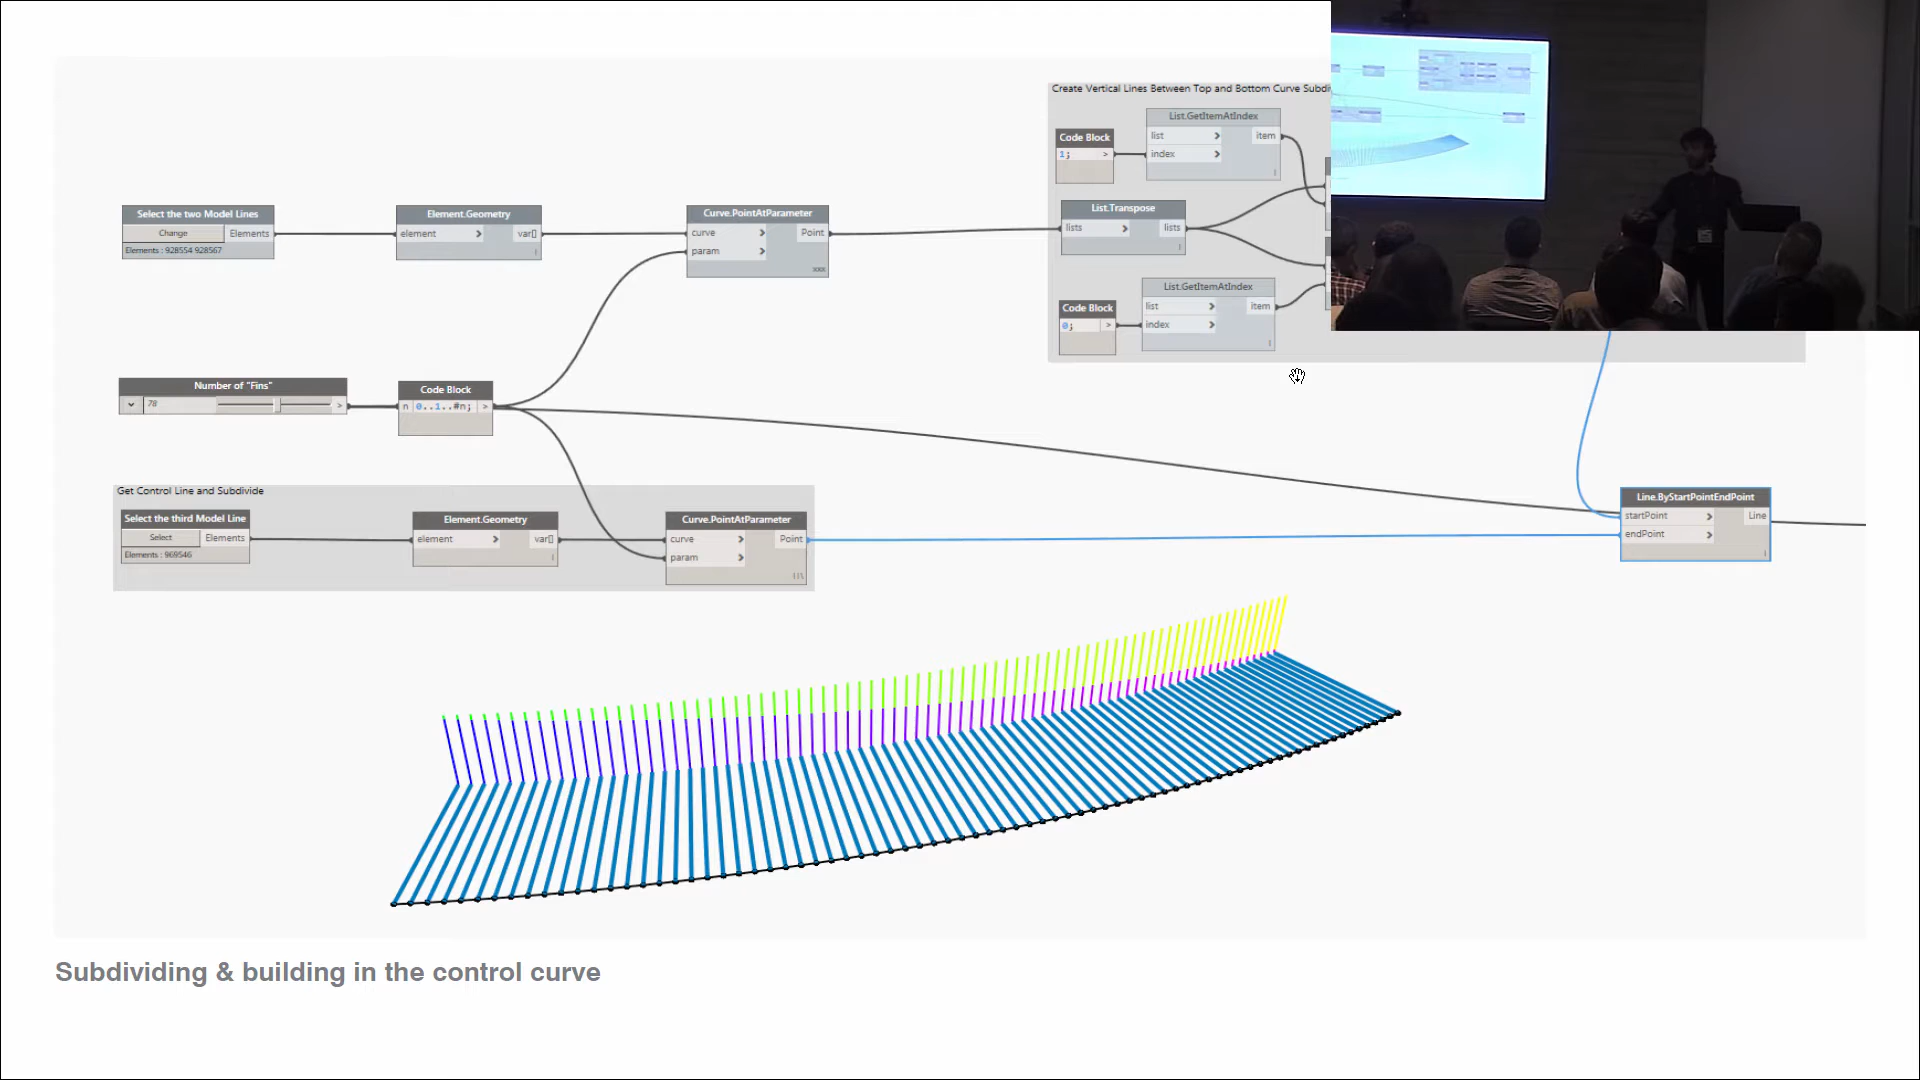 Create Vertical Lines Between Top and Bottom Curve Subdi
List.GetItemAtIndex
Code Block
list > item
1; >
index >
Select the two Model Lines
Change Elements
Elements : 928554 928567
Element.Geometry
element > var[]
Curve.PointAtParameter
curve > Point
param >
xxx
List.Transpose
lists > lists
List.GetItemAtIndex
Code Block
list > item
0; >
index >
Number of "Fins"
78 >
Code Block
n 0..1..#n; >
Get Control Line and Subdivide
Select the third Model Line
Select Elements
Elements : 969546
Element.Geometry
element > var[]
Curve.PointAtParameter
curve > Point
param >
Line.ByStartPointEndPoint
startPoint > Line
endPoint >
Subdividing & building in the control curve